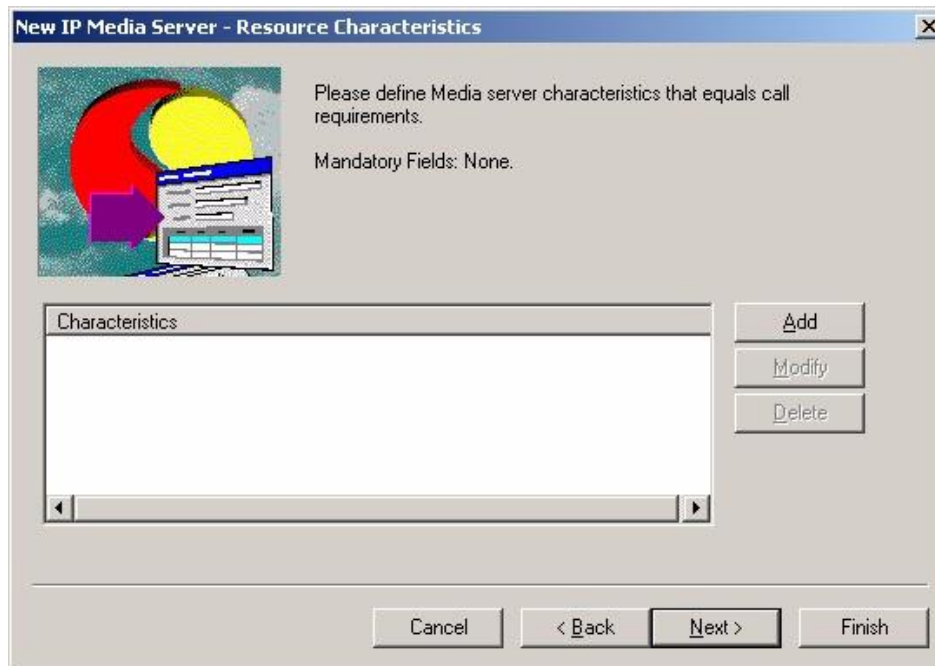 New IP Media Server - Resource Characteristics
Please define Media server characteristics that equals call
requirements.
Mandatory Fields: None.
Characteristics
Add
Modify
Delete
Cancel
< Back
Next >
Finish